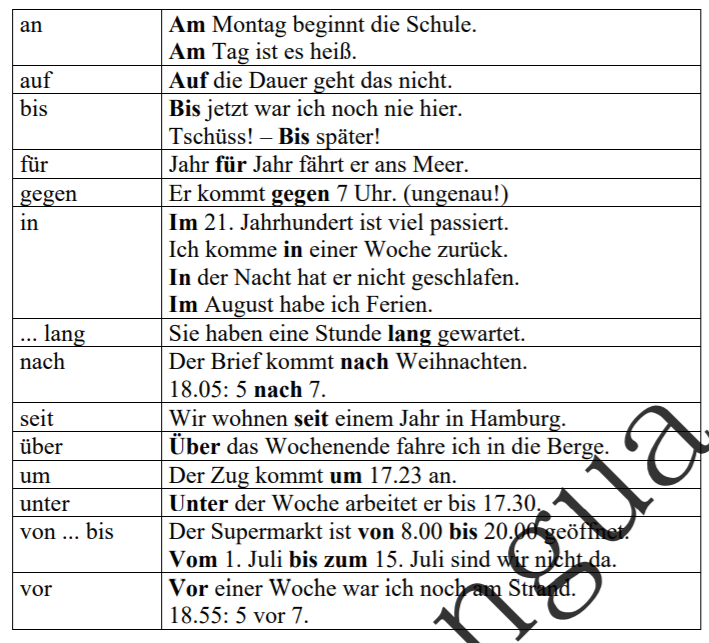 an Am Montag beginnt die Schule.
Am Tag ist es heiß.
auf Auf die Dauer geht das nicht.
bis Bis jetzt war ich noch nie hier.
Tschüss! – Bis später!
für Jahr für Jahr fährt er ans Meer.
gegen Er kommt gegen 7 Uhr. (ungenau!)
in Im 21. Jahrhundert ist viel passiert.
Ich komme in einer Woche zurück.
In der Nacht hat er nicht geschlafen.
Im August habe ich Ferien.
... lang Sie haben eine Stunde lang gewartet.
nach Der Brief kommt nach Weihnachten.
18.05: 5 nach 7.
seit Wir wohnen seit einem Jahr in Hamburg.
über Über das Wochenende fahre ich in die Berge.
um Der Zug kommt um 17.23 an.
unter Unter der Woche arbeitet er bis 17.30.
von ... bis Der Supermarkt ist von 8.00 bis 20.00 geöffnet.
Vom 1. Juli bis zum 15. Juli sind wir nicht da.
vor Vor einer Woche war ich noch am Strand.
18.55: 5 vor 7.
ngua